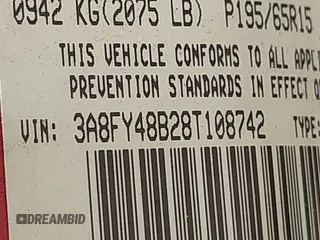 0942 KG(2075 LB) P195/65R15
THIS VEHICLE CONFORMS TO ALL
PREVENTION STANDARDS IN EFFECT
VIN: 3A8FY48B28T108742 TYPE:
DREAMBID